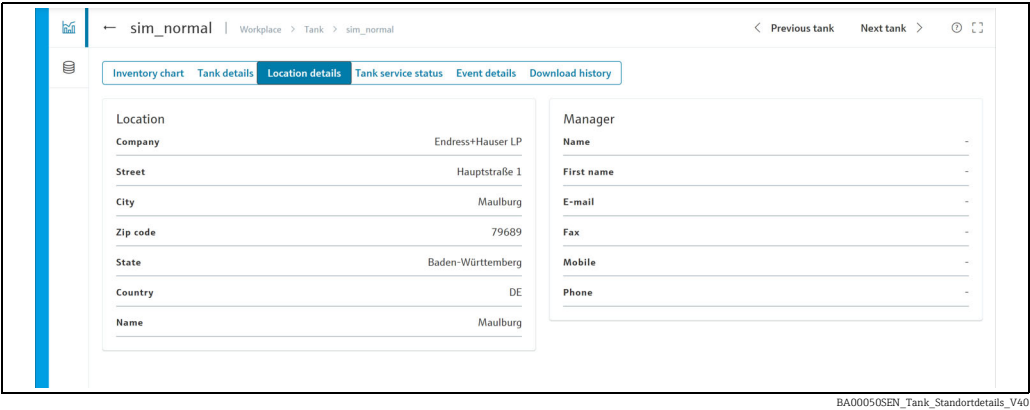 ← sim_normal | Workplace > Tank > sim_normal < Previous tank Next tank >
Inventory chart Tank details Location details Tank service status Event details Download history
Location
Company Endress+Hauser LP
Street Hauptstraße 1
City Maulburg
Zip code 79689
State Baden-Württemberg
Country DE
Name Maulburg
Manager
Name -
First name -
E-mail -
Fax -
Mobile -
Phone -
BA00050SEN_Tank_Standortdetails_V40